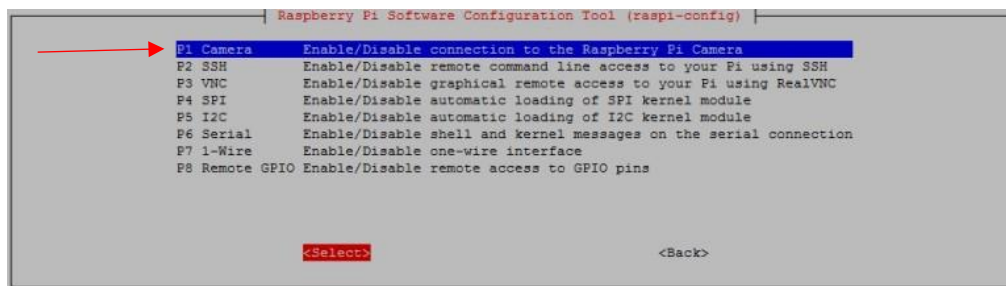 Raspberry Pi Software Configuration Tool (raspi-config)
P1 Camera Enable/Disable connection to the Raspberry Pi Camera
P2 SSH Enable/Disable remote command line access to your Pi using SSH
P3 VNC Enable/Disable graphical remote access to your Pi using RealVNC
P4 SPI Enable/Disable automatic loading of SPI kernel module
P5 I2C Enable/Disable automatic loading of I2C kernel module
P6 Serial Enable/Disable shell and kernel messages on the serial connection
P7 1-Wire Enable/Disable one-wire interface
P8 Remote GPIO Enable/Disable remote access to GPIO pins
<Select> <Back>